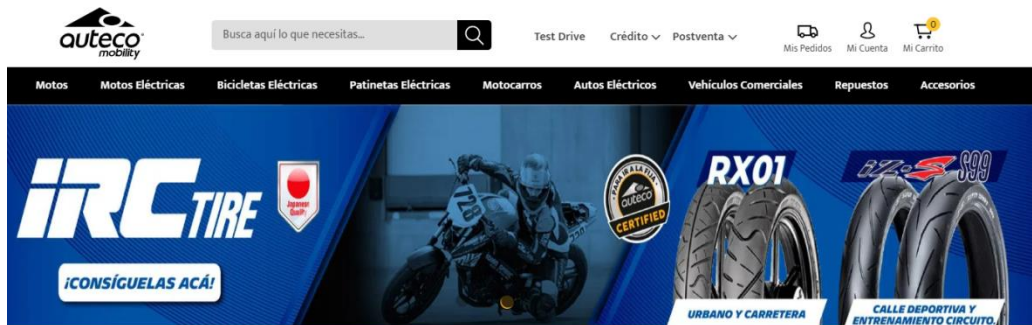 auteco
mobility
Busca aquí lo que necesitas...
Test Drive
Crédito
Postventa
Mis Pedidos
Mi Cuenta
0
Mi Carrito
Motos
Motos Eléctricas
Bicicletas Eléctricas
Patinetas Eléctricas
Motocarros
Autos Eléctricos
Vehículos Comerciales
Repuestos
Accesorios
iRC TIRE
Japanese
Quality
¡CONSÍGUELAS ACÁ!
128
auteco
CERTIFIED
RX01
URBANO Y CARRETERA
iZ-S S99
CALLE DEPORTIVA Y
ENTRENAMIENTO CIRCUITO.